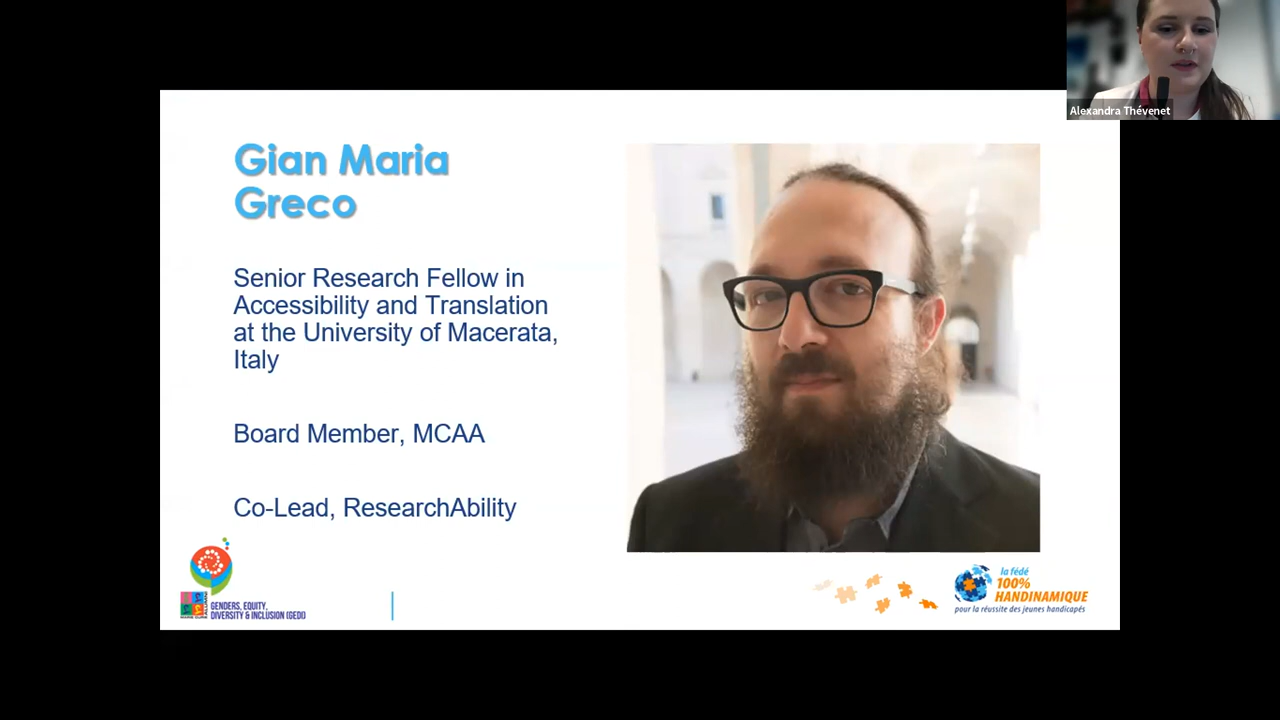 Alexandra Thévenet
Gian Maria
Greco
Senior Research Fellow in
Accessibility and Translation
at the University of Macerata,
Italy
Board Member, MCAA
Co-Lead, ResearchAbility
GENDERS, EQUITY,
DIVERSITY & INCLUSION (GEDI)
la fédé
100%
HANDINAMIQUE
pour la réussite des jeunes handicapés